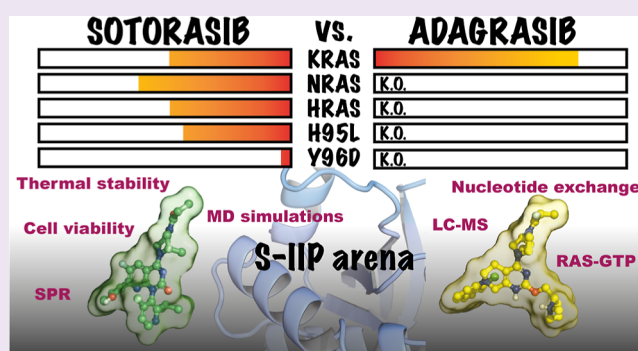 SOTORASIB VS. ADAGRASIB
KRAS
NRAS K.O.
HRAS K.O.
H95L K.O.
Y96D K.O.
Thermal stability
Nucleotide exchange
Cell viability
MD simulations
LC-MS
S-IIP arena
RAS-GTP
SPR